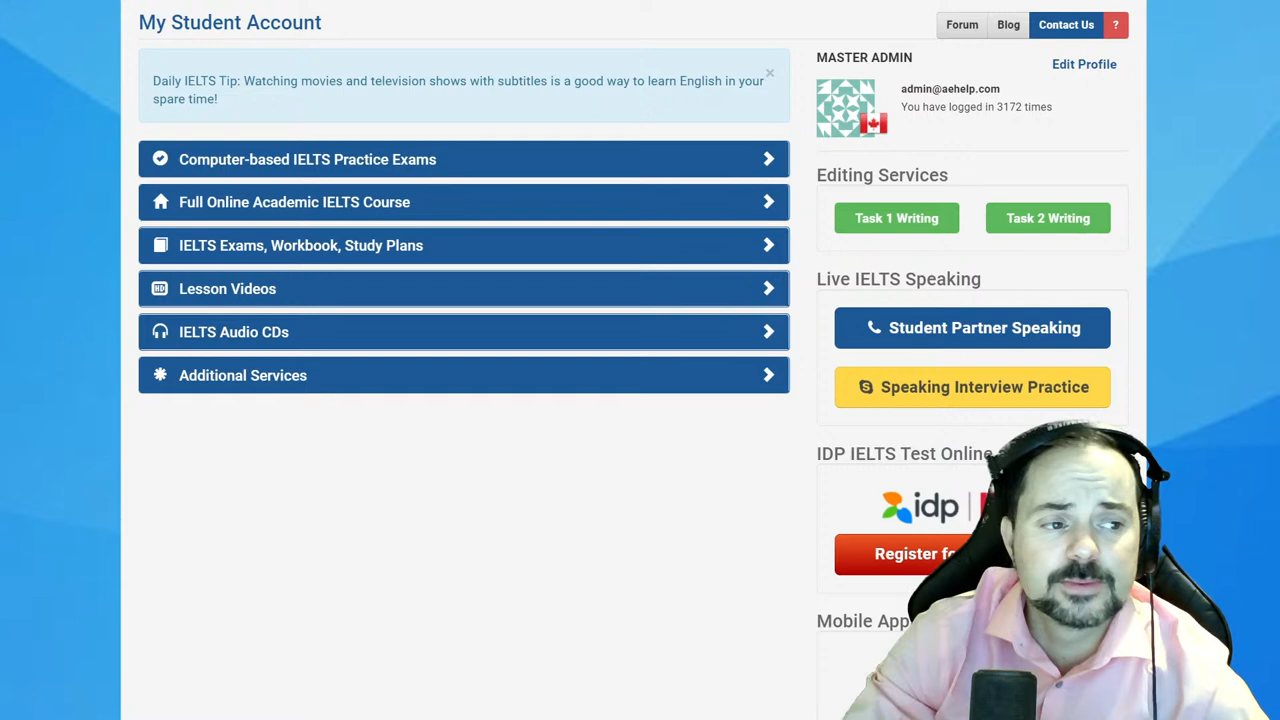 My Student Account
Forum
Blog
Contact Us
?
Daily IELTS Tip: Watching movies and television shows with subtitles is a good way to learn English in your
spare time!
×
Computer-based IELTS Practice Exams
Full Online Academic IELTS Course
IELTS Exams, Workbook, Study Plans
HD
Lesson Videos
IELTS Audio CDs
Additional Services
MASTER ADMIN
Edit Profile
admin@aehelp.com
You have logged in 3172 times
Editing Services
Task 1 Writing
Task 2 Writing
Live IELTS Speaking
Student Partner Speaking
Speaking Interview Practice
IDP IELTS Test Online
idp
Register
Mobile App